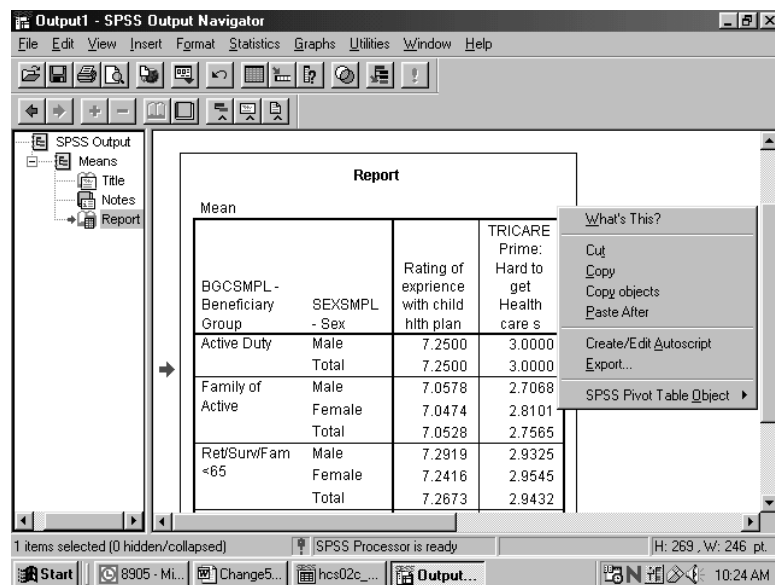 Output1 - SPSS Output Navigator
File Edit View Insert Format Statistics Graphs Utilities Window Help
SPSS Output
Means
Title
Notes
Report
Report
Mean
BGCSMPL - Beneficiary Group
SEXSMPL - Sex
Rating of exprience with child hlth plan
TRICARE Prime: Hard to get Health care s
Active Duty Male 7.2500 3.0000
Total 7.2500 3.0000
Family of Active Male 7.0578 2.7068
Female 7.0474 2.8101
Total 7.0528 2.7565
Ret/Surv/Fam <65 Male 7.2919 2.9325
Female 7.2416 2.9545
Total 7.2673 2.9432
What's This?
Cut
Copy
Copy objects
Paste After
Create/Edit Autoscript
Export...
SPSS Pivot Table Object
1 items selected (0 hidden/collapsed) SPSS Processor is ready H: 269 , W: 246 pt.
Start 8905 - Mi... Change5... hcs02c_... Output... 10:24 AM